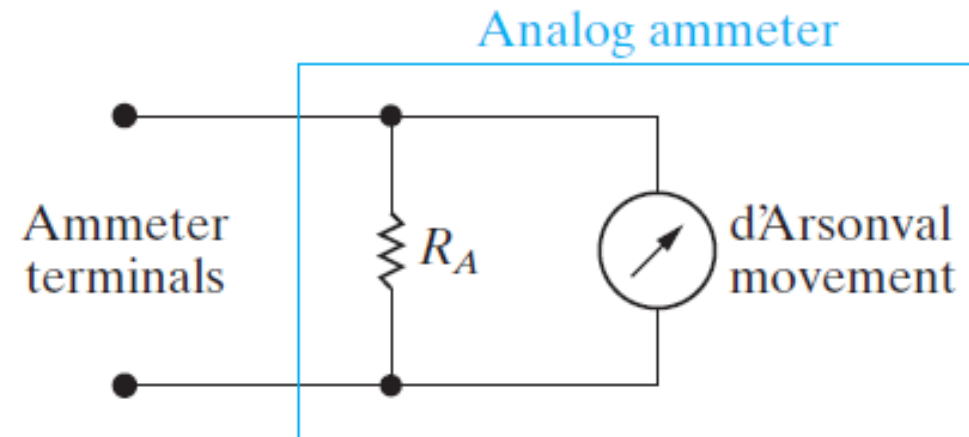 Analog ammeter
Ammeter
terminals
R_A
d'Arsonval
movement